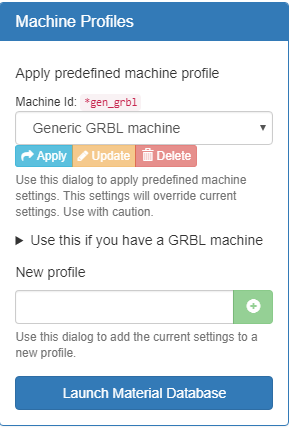 Machine Profiles
Apply predefined machine profile
Machine Id: *gen_grbl
Generic GRBL machine
Apply Update Delete
Use this dialog to apply predefined machine
settings. This settings will override current
settings. Use with caution.
Use this if you have a GRBL machine
New profile
Use this dialog to add the current settings to a
new profile.
Launch Material Database